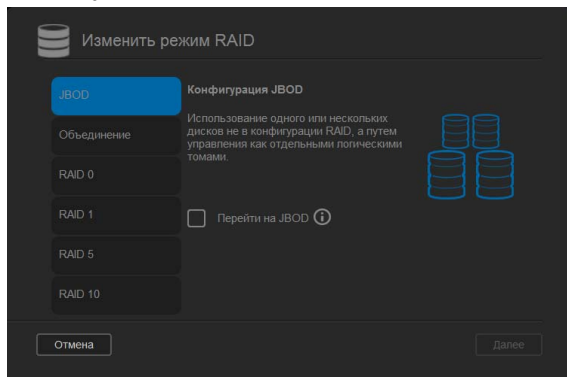 Изменить режим RAID
JBOD
Объединение
RAID 0
RAID 1
RAID 5
RAID 10
Конфигурация JBOD
Использование одного или нескольких
дисков не в конфигурации RAID, а путем
управления как отдельными логическими
томами.
Перейти на JBOD
Отмена
Далее